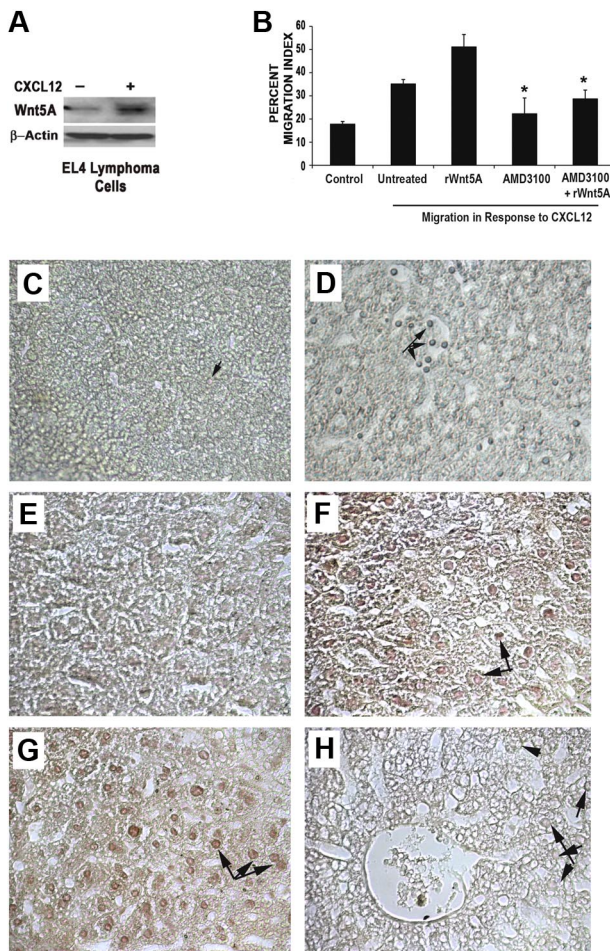 A
CXCL12 – +
Wnt5A
β–Actin
EL4 Lymphoma
Cells
B
PERCENT
MIGRATION INDEX
60
50
40
30
20
10
0
* *
Control Untreated rWnt5A AMD3100 AMD3100
+ rWnt5A
Migration in Response to CXCL12
C
D
E
F
G
H